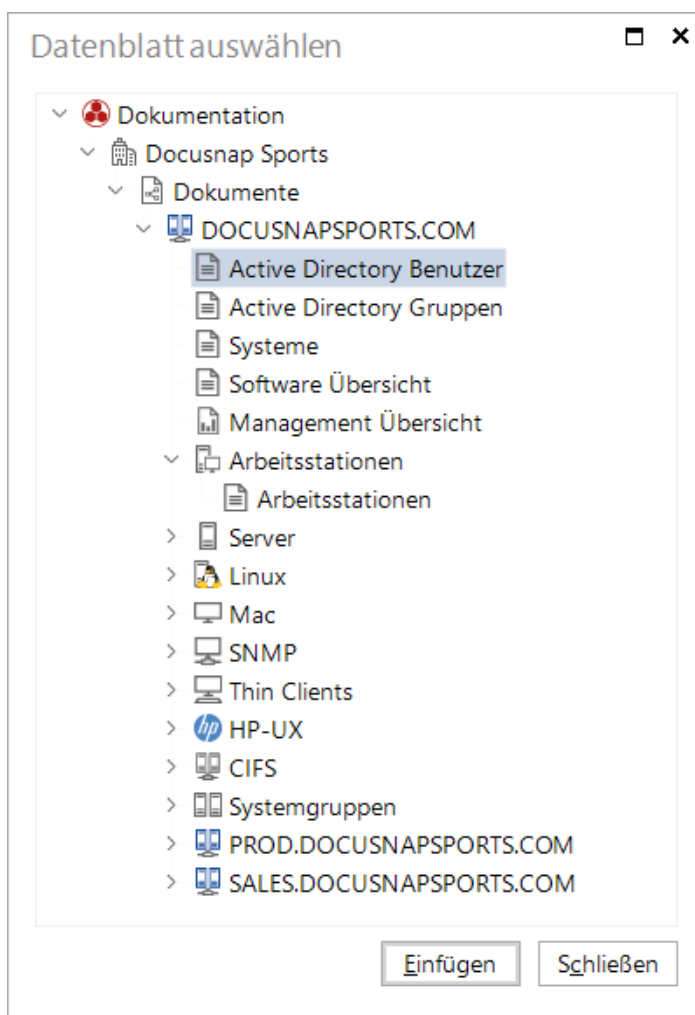 Datenblatt auswählen
Dokumentation
Docusnap Sports
Dokumente
DOCUSNAPSPORTS.COM
Active Directory Benutzer
Active Directory Gruppen
Systeme
Software Übersicht
Management Übersicht
Arbeitsstationen
Arbeitsstationen
Server
Linux
Mac
SNMP
Thin Clients
hp HP-UX
CIFS
Systemgruppen
PROD.DOCUSNAPSPORTS.COM
SALES.DOCUSNAPSPORTS.COM
Einfügen Schließen